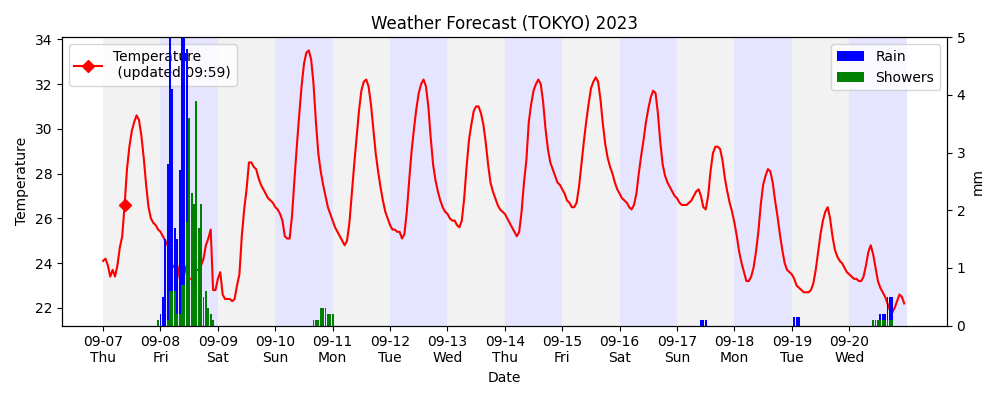 Weather Forecast (TOKYO) 2023
Temperature
(updated 09:59)
Rain
Showers
34
32
30
28
26
24
22
Temperature
5
4
3
2
1
0
mm
09-07 09-08 09-09 09-10 09-11 09-12 09-13 09-14 09-15 09-16 09-17 09-18 09-19 09-20
Thu Fri Sat Sun Mon Tue Wed Thu Fri Sat Sun Mon Tue Wed
Date